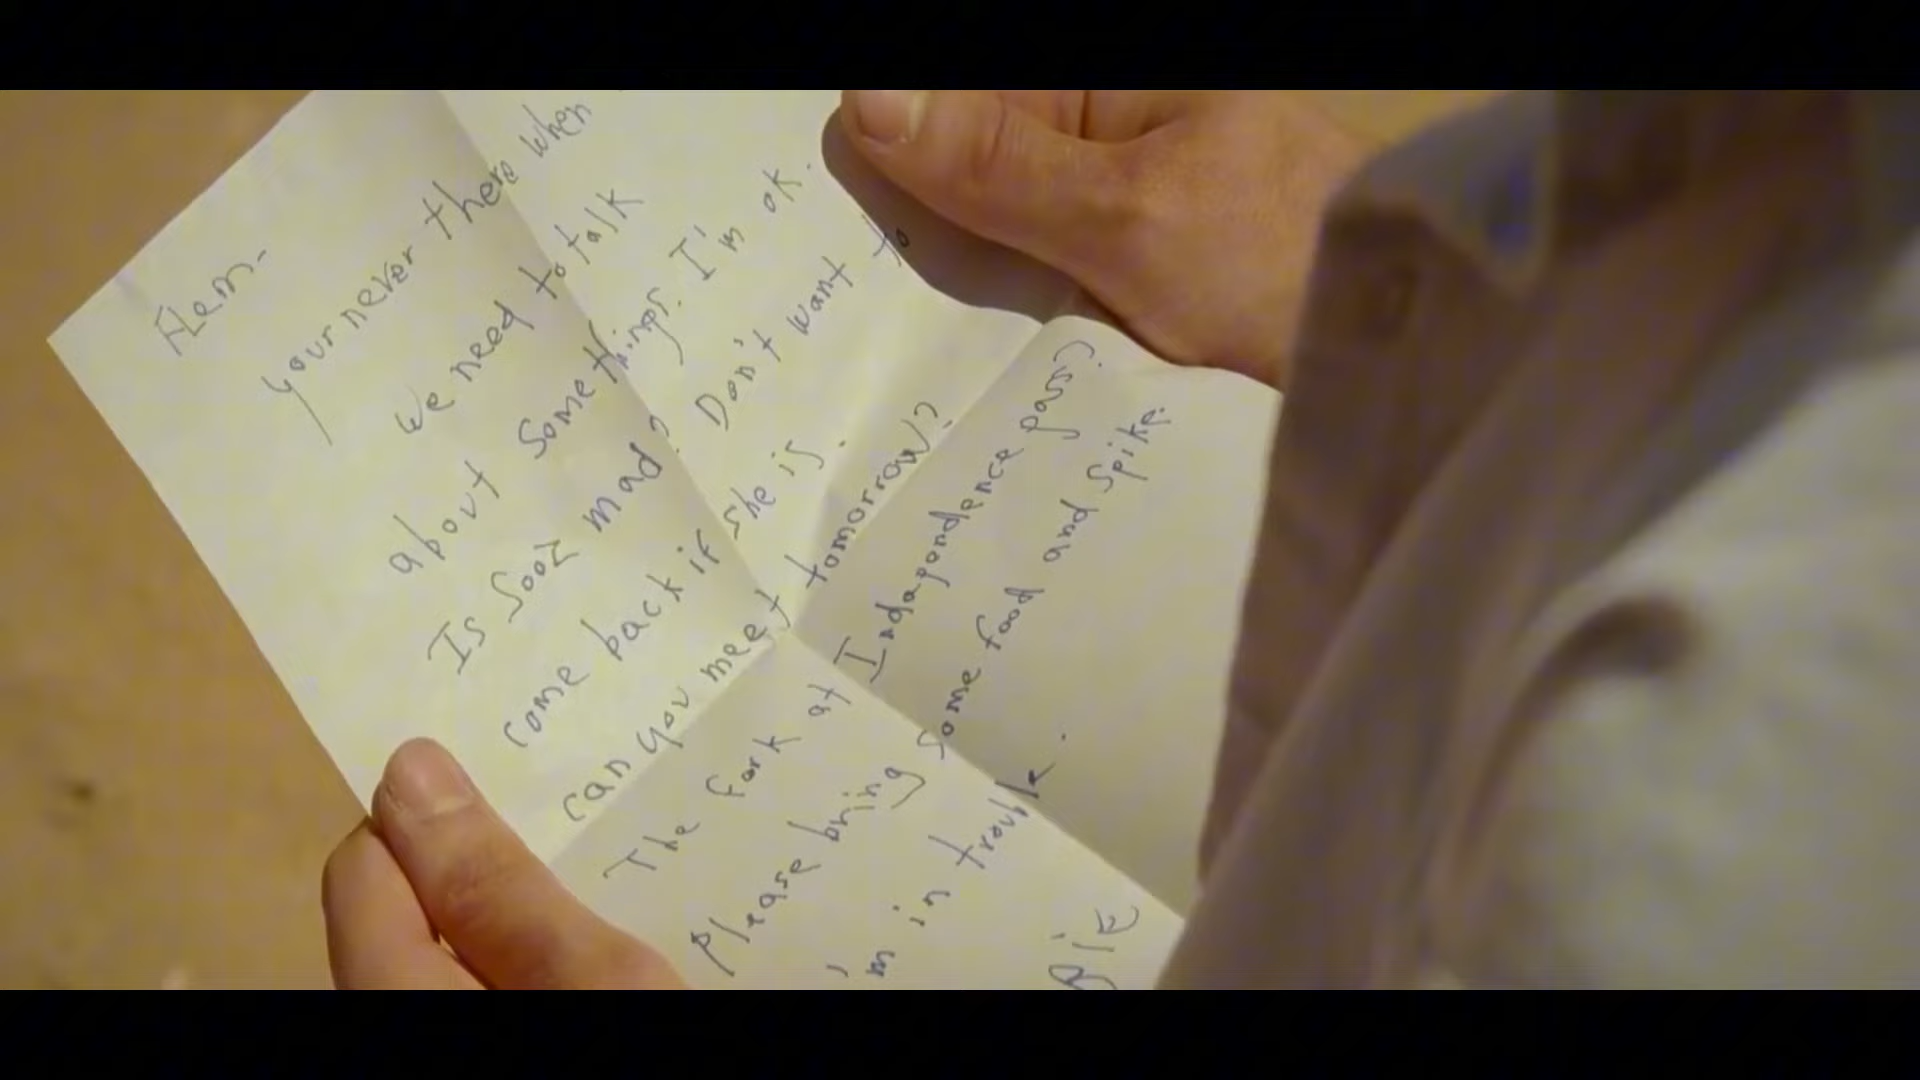 Flem-
your never there when
we need to talk
about some things. I'm ok.
Is Sooz mad? Don't want to
come back if she is.
can you meet tomorrow?
The fork at Indapendence pass?
Please bring some food and Spike.
'm in trouble.